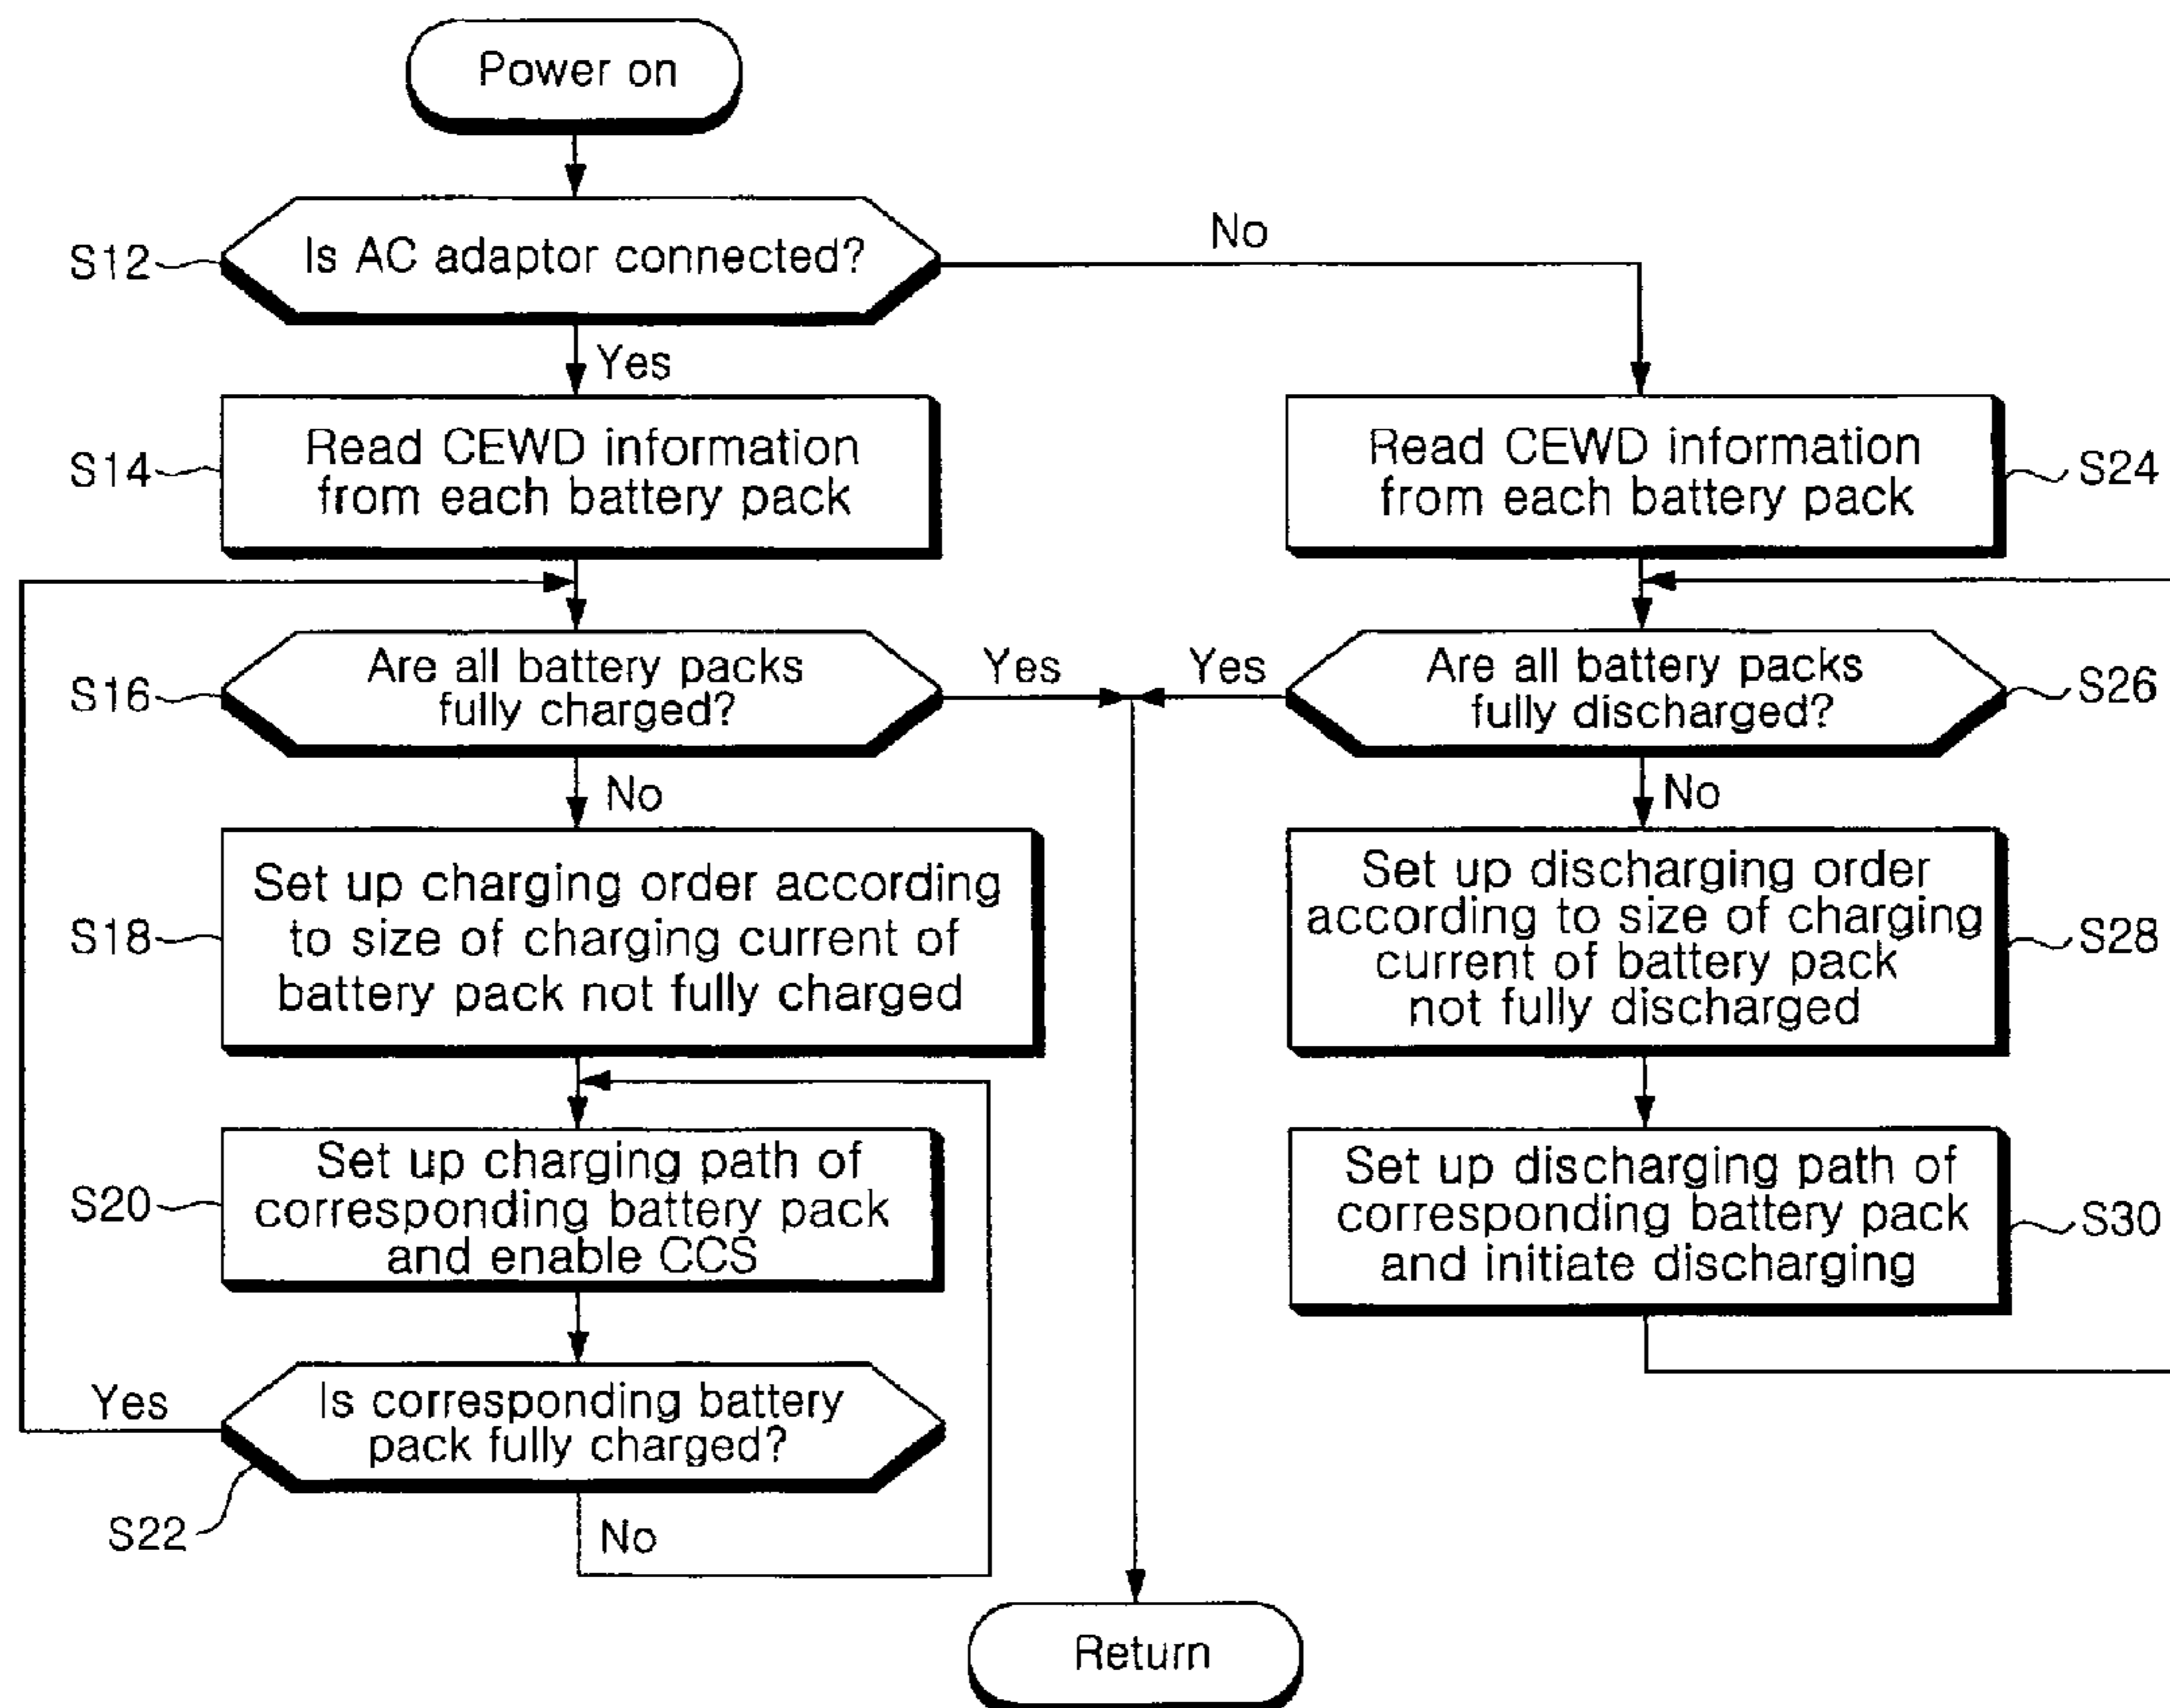 Power on
S12
Is AC adaptor connected?
No
Yes
S14
Read CEWD information
from each battery pack
Read CEWD information
from each battery pack
S24
S16
Are all battery packs
fully charged?
Yes
Yes
Are all battery packs
fully discharged?
S26
No
No
S18
Set up charging order according
to size of charging current of
battery pack not fully charged
Set up discharging order
according to size of charging
current of battery pack
not fully discharged
S28
S20
Set up charging path of
corresponding battery pack
and enable CCS
Set up discharging path of
corresponding battery pack
and initiate discharging
S30
Yes
Is corresponding battery
pack fully charged?
S22
No
Return